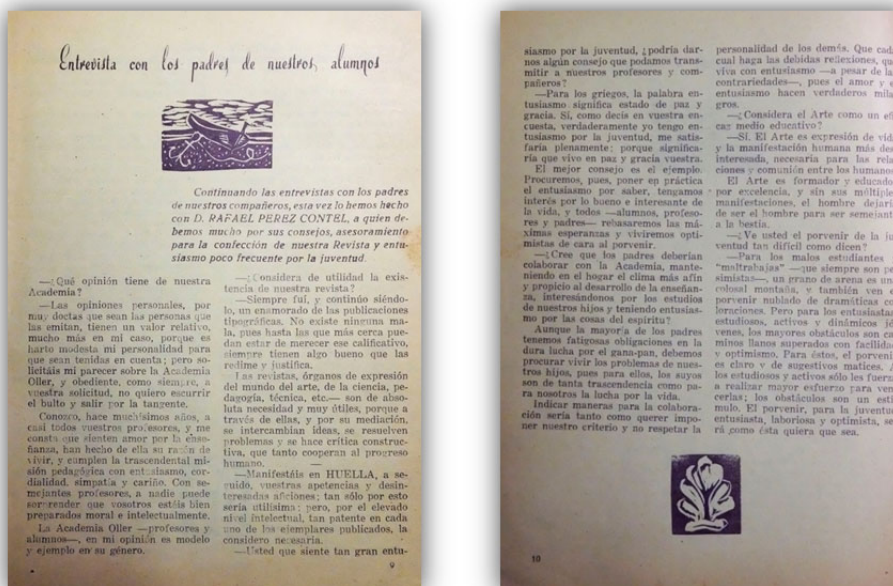 Entrevista con los padres de nuestros alumnos
Continuando las entrevistas con los padres
de nuestros compañeros, esta vez lo hemos hecho
con D. RAFAEL PEREZ CONTEL, a quien de-
bemos mucho por sus consejos, asesoramiento
para la confección de nuestra Revista y entu-
siasmo poco frecuente por la juventud.
—¿Qué opinión tiene de nuestra
Academia?
—Las opiniones personales, por
muy doctas que sean las personas que
las emitan, tienen un valor relativo,
mucho más en mi caso, porque es
harto modesta mi personalidad para
que sean tenidas en cuenta; pero so-
licitáis mi parecer sobre la Academia
Oller, y obediente, como siempre, a
vuestra solicitud, no quiero escurrir
el bulto y salir por la tangente.
Conozco, hace muchísimos años, a
casi todos vuestros profesores, y me
consta que sienten amor por la ense-
ñanza, han hecho de ella su razón de
vivir, y cumplen la trascendental mi-
sión pedagógica con entusiasmo, cor-
dialidad, simpatía y cariño. Con se-
mejantes profesores, a nadie puede
sorprender que vosotros estéis bien
preparados moral e intelectualmente.
La Academia Oller —profesores y
alumnos—, en mi opinión es modelo
y ejemplo en su género.
—¿Considera de utilidad la exis-
tencia de nuestra revista?
—Siempre fuí, y continúo siéndo-
lo, un enamorado de las publicaciones
tipográficas. No existe ninguna ma-
la, pues hasta las que más cerca pue-
dan estar de merecer ese calificativo,
siempre tienen algo bueno que las
redime y justifica.
Las revistas, órganos de expresión
del mundo del arte, de la ciencia, pe-
dagogía, técnica, etc.— son de abso-
luta necesidad y muy útiles, porque a
través de ellas, y por su mediación,
se intercambian ideas, se resuelven
problemas y se hace crítica construc-
tiva, que tanto cooperan al progreso
humano.
—Manifestáis en HUELLA, a se-
guido, vuestras apetencias y desin-
teresadas aficiones; tan sólo por esto
sería utilísima; pero, por el elevado
nivel intelectual, tan patente en cada
uno de los ejemplares publicados, la
considero necesaria.
—Usted que siente tan gran entu-
9
siasmo por la juventud, ¿podría dar-
nos algún consejo que podamos trans-
mitir a nuestros profesores y com-
pañeros?
—Para los griegos, la palabra en-
tusiasmo significa estado de paz y
gracia. Si, como decís en vuestra en-
cuesta, verdaderamente yo tengo en-
tusiasmo por la juventud, me satis-
faría plenamente; porque significa-
ría que vivo en paz y gracia vuestra.
El mejor consejo es el ejemplo.
Procuremos, pues, poner en práctica
el entusiasmo por saber, tengamos
interés por lo bueno e interesante de
la vida, y todos —alumnos, profeso-
res y padres— rebasaremos las má-
ximas esperanzas y viviremos opti-
mistas de cara al porvenir.
—¿Cree que los padres deberían
colaborar con la Academia, mante-
niendo en el hogar el clima más afín
y propicio al desarrollo de la enseñan-
za, interesándonos por los estudios
de nuestros hijos y teniendo entusias-
mo por las cosas del espíritu?
Aunque la mayoría de los padres
tenemos fatigosas obligaciones en la
dura lucha por el gana-pan, debemos
procurar vivir los problemas de nues-
tros hijos, pues para ellos, los suyos
son de tanta trascendencia como pa-
ra nosotros la lucha por la vida.
Indicar maneras para la colabora-
ción sería tanto como querer impo-
ner nuestro criterio y no respetar la
personalidad de los demás. Que cada
cual haga las debidas reflexiones, que
viva con entusiasmo —a pesar de las
contrariedades—, pues el amor y el
entusiasmo hacen verdaderos mila-
gros.
—¿Considera el Arte como un efi-
caz medio educativo?
—Sí. El Arte es expresión de vida
y la manifestación humana más des-
interesada, necesaria para las rela-
ciones y comunión entre los humanos.
El Arte es formador y educador
por excelencia, y sin sus múltiples
manifestaciones, el hombre dejaría
de ser el hombre para ser semejante
a la bestia.
—¿Ve usted el porvenir de la ju-
ventud tan difícil como dicen?
—Para los malos estudiantes y
"maltrabajas" —que siempre son pe-
simistas—, un grano de arena es una
colosal montaña, y también ven el
porvenir nublado de dramáticas co-
loraciones. Pero para los entusiastas,
estudiosos, activos y dinámicos jó-
venes, los mayores obstáculos son ca-
minos llanos superados con facilidad
y optimismo. Para éstos, el porvenir
es claro y de sugestivos matices. A
los estudiosos y activos sólo les fuerza
a realizar mayor esfuerzo para ven-
cerlas; los obstáculos son un estí-
mulo. El porvenir, para la juventud
entusiasta, laboriosa y optimista, se-
rá como ésta quiera que sea.
10